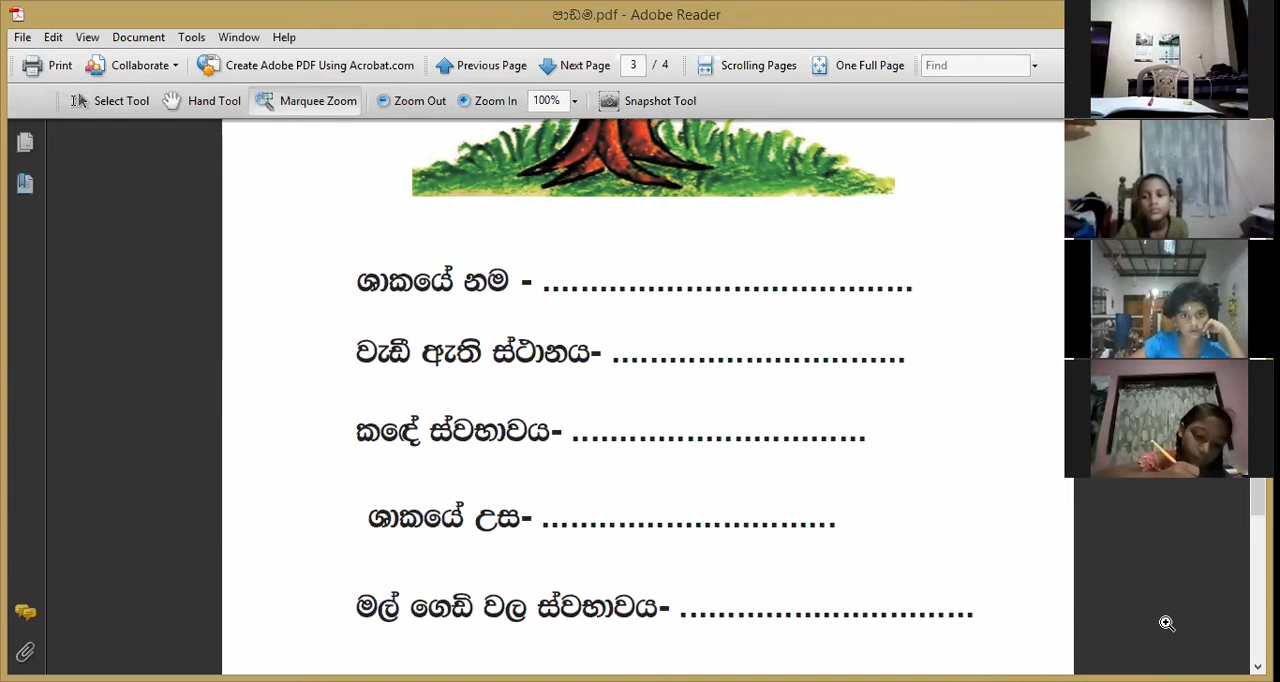 පාඩම.pdf - Adobe Reader
File Edit View Document Tools Window Help
Print Collaborate Create Adobe PDF Using Acrobat.com Previous Page Next Page 3 / 4 Scrolling Pages One Full Page Find
Select Tool Hand Tool Marquee Zoom Zoom Out Zoom In 100% Snapshot Tool
ශාකයේ නම - .......................................
වැඩී ඇති ස්ථානය- ...............................
කඳේ ස්වභාවය- ...............................
ශාකයේ උස- ...............................
මල් ගෙඩි වල ස්වභාවය- ...............................